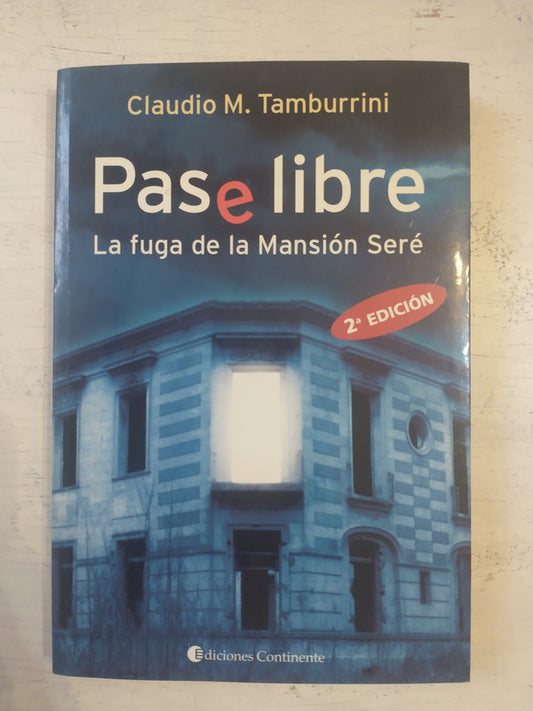 Claudio M. Tamburrini
Pase libre
La fuga de la Mansión Seré
2ª EDICIÓN
Ediciones Continente